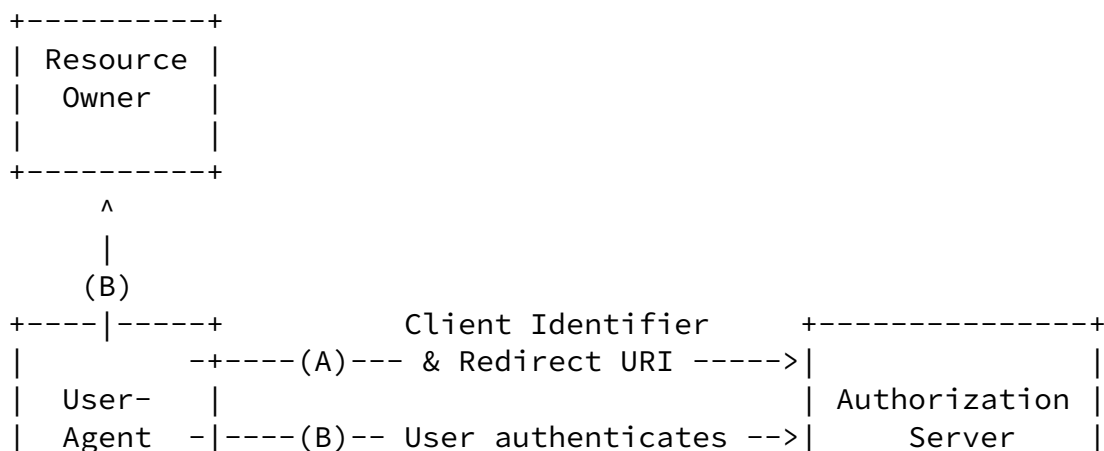 +----------+
| Resource |
|  Owner   |
|          |
+----------+
     ^
     |
    (B)
+----|-----+          Client Identifier     +---------------+
|         -+----(A)--- & Redirect URI ----->|               |
|  User-   |                                | Authorization |
|  Agent  -|----(B)-- User authenticates -->|     Server    |